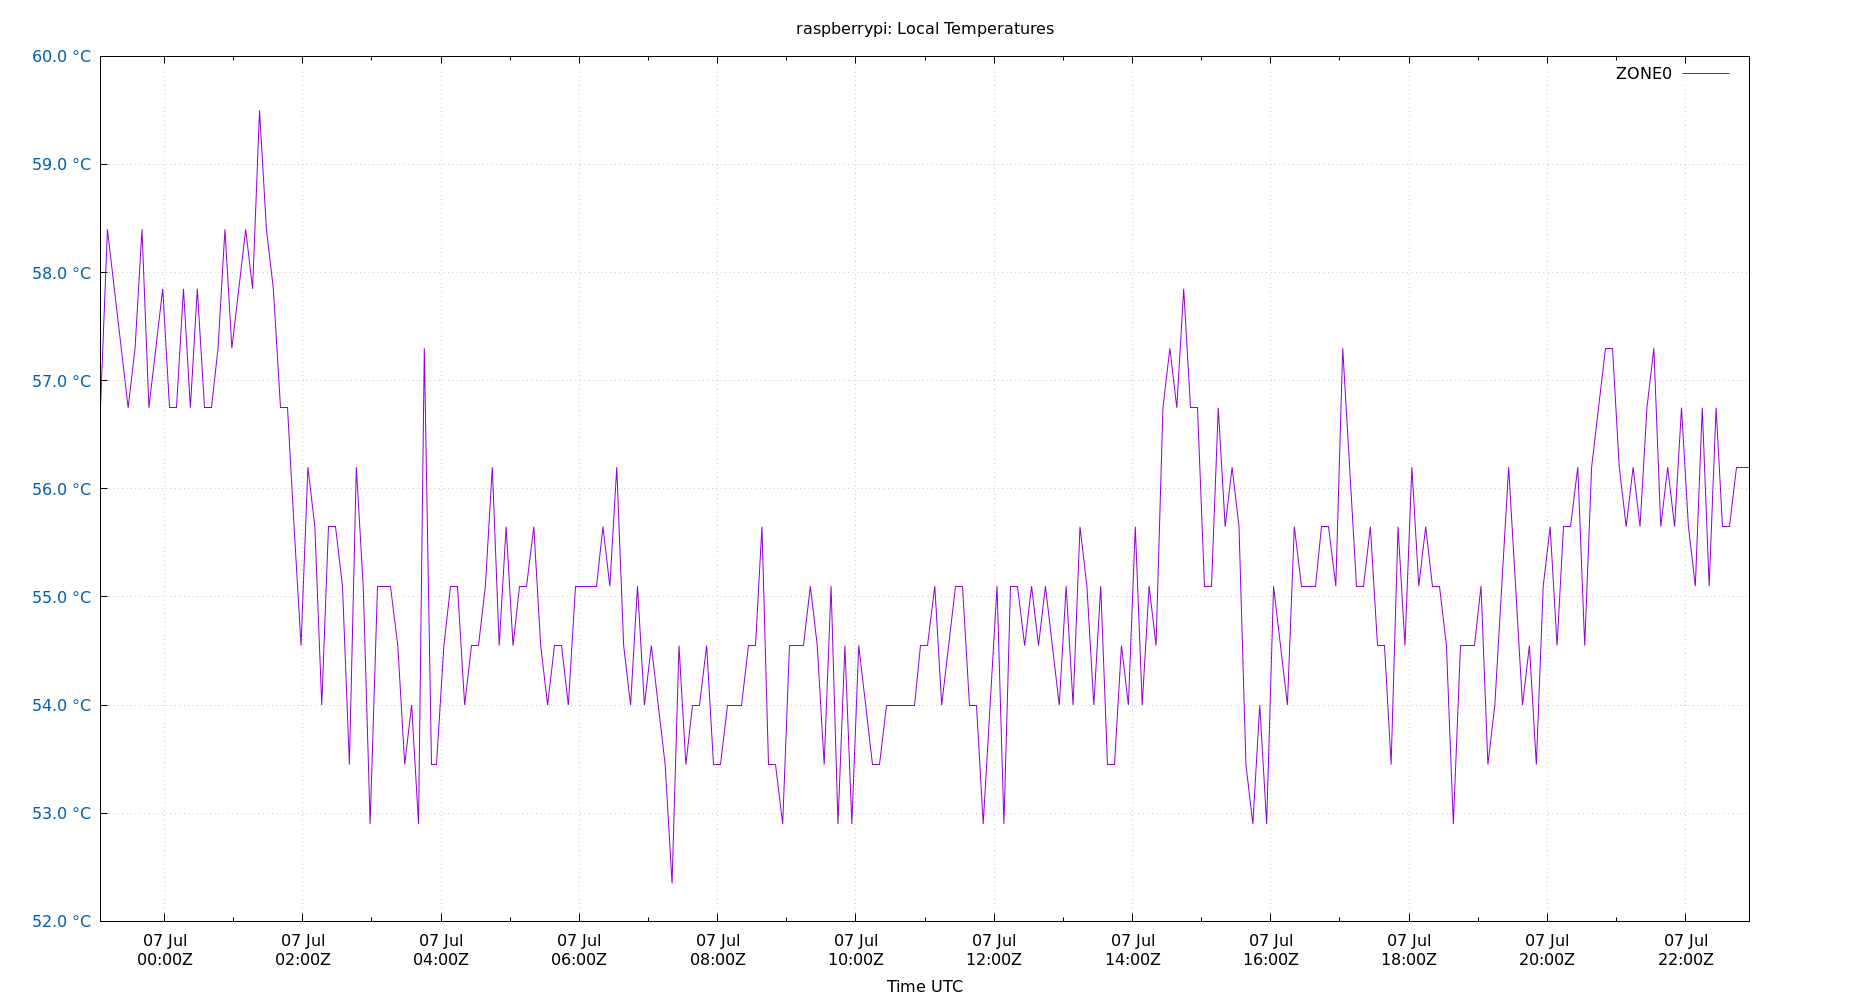 raspberrypi: Local Temperatures
60.0 °C
ZONE0
59.0 °C
58.0 °C
57.0 °C
56.0 °C
55.0 °C
54.0 °C
53.0 °C
52.0 °C
07 Jul 07 Jul 07 Jul 07 Jul 07 Jul 07 Jul 07 Jul 07 Jul 07 Jul 07 Jul 07 Jul 07 Jul
00:00Z 02:00Z 04:00Z 06:00Z 08:00Z 10:00Z 12:00Z 14:00Z 16:00Z 18:00Z 20:00Z 22:00Z
Time UTC